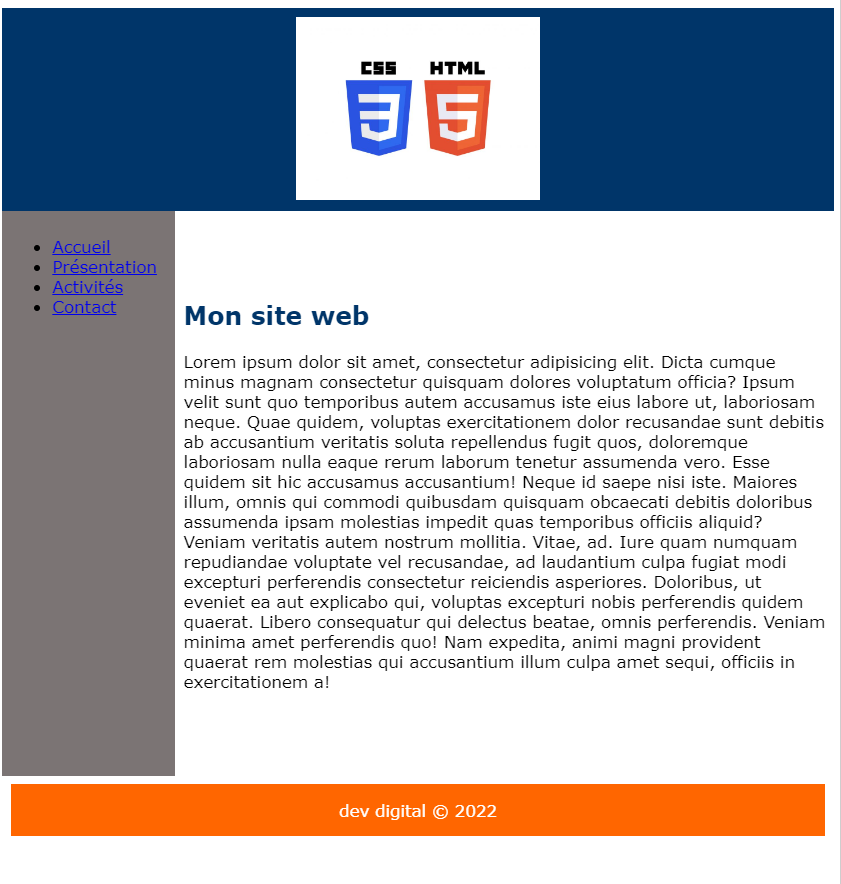 CSS HTML
3 5
Accueil
Présentation
Activités
Contact
Mon site web
Lorem ipsum dolor sit amet, consectetur adipisicing elit. Dicta cumque
minus magnam consectetur quisquam dolores voluptatum officia? Ipsum
velit sunt quo temporibus autem accusamus iste eius labore ut, laboriosam
neque. Quae quidem, voluptas exercitationem dolor recusandae sunt debitis
ab accusantium veritatis soluta repellendus fugit quos, doloremque
laboriosam nulla eaque rerum laborum tenetur assumenda vero. Esse
quidem sit hic accusamus accusantium! Neque id saepe nisi iste. Maiores
illum, omnis qui commodi quibusdam quisquam obcaecati debitis doloribus
assumenda ipsam molestias impedit quas temporibus officiis aliquid?
Veniam veritatis autem nostrum mollitia. Vitae, ad. Iure quam numquam
repudiandae voluptate vel recusandae, ad laudantium culpa fugiat modi
excepturi perferendis consectetur reiciendis asperiores. Doloribus, ut
eveniet ea aut explicabo qui, voluptas excepturi nobis perferendis quidem
quaerat. Libero consequatur qui delectus beatae, omnis perferendis. Veniam
minima amet perferendis quo! Nam expedita, animi magni provident
quaerat rem molestias qui accusantium illum culpa amet sequi, officiis in
exercitationem a!
dev digital © 2022